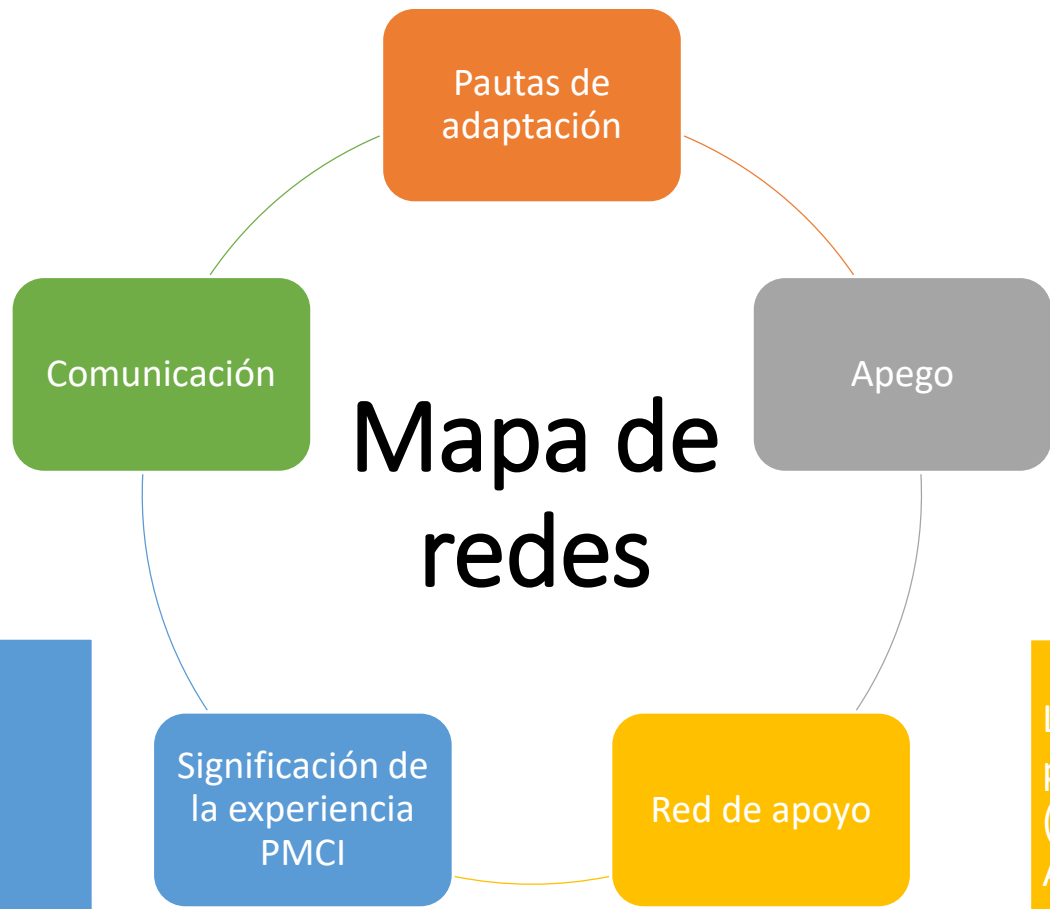 Pautas de
adaptación
Comunicación
Apego
Mapa de
redes
Significación de
la experiencia
PMCI
Red de apoyo
(